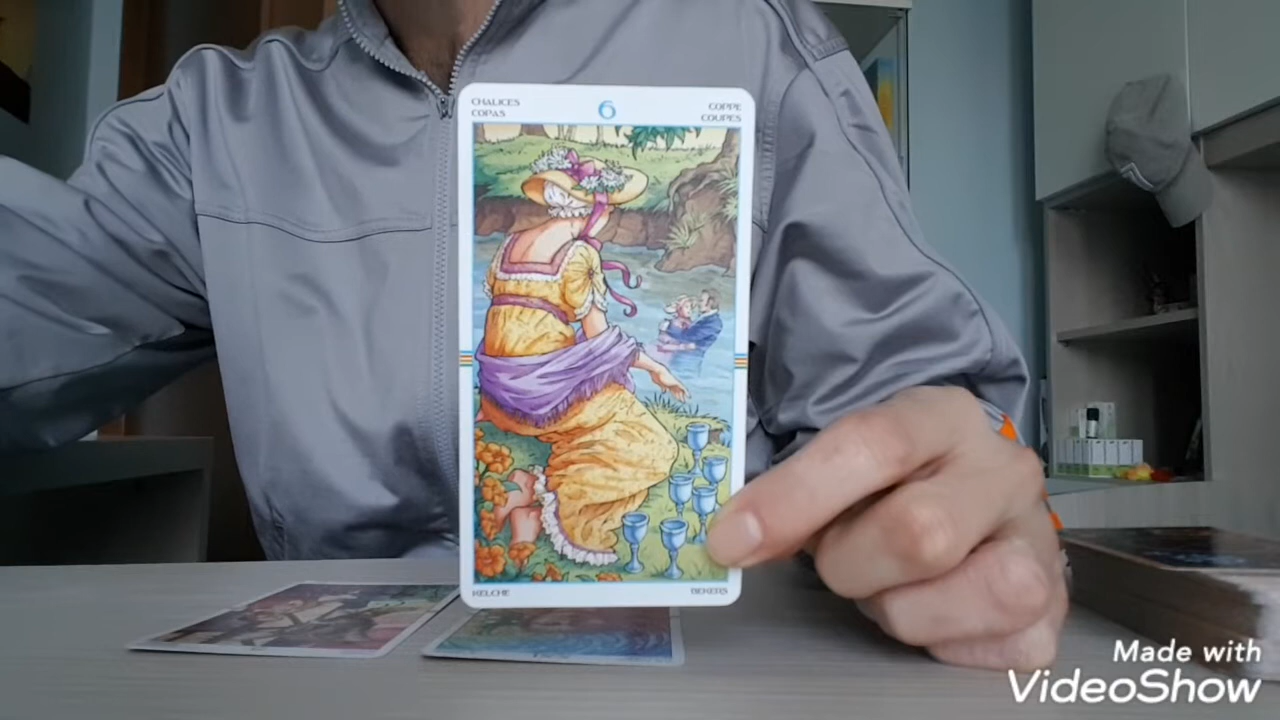 CHALICES
COPAS
6
COPPE
COUPES
KELCHE
BEKERS
Made with
VideoShow